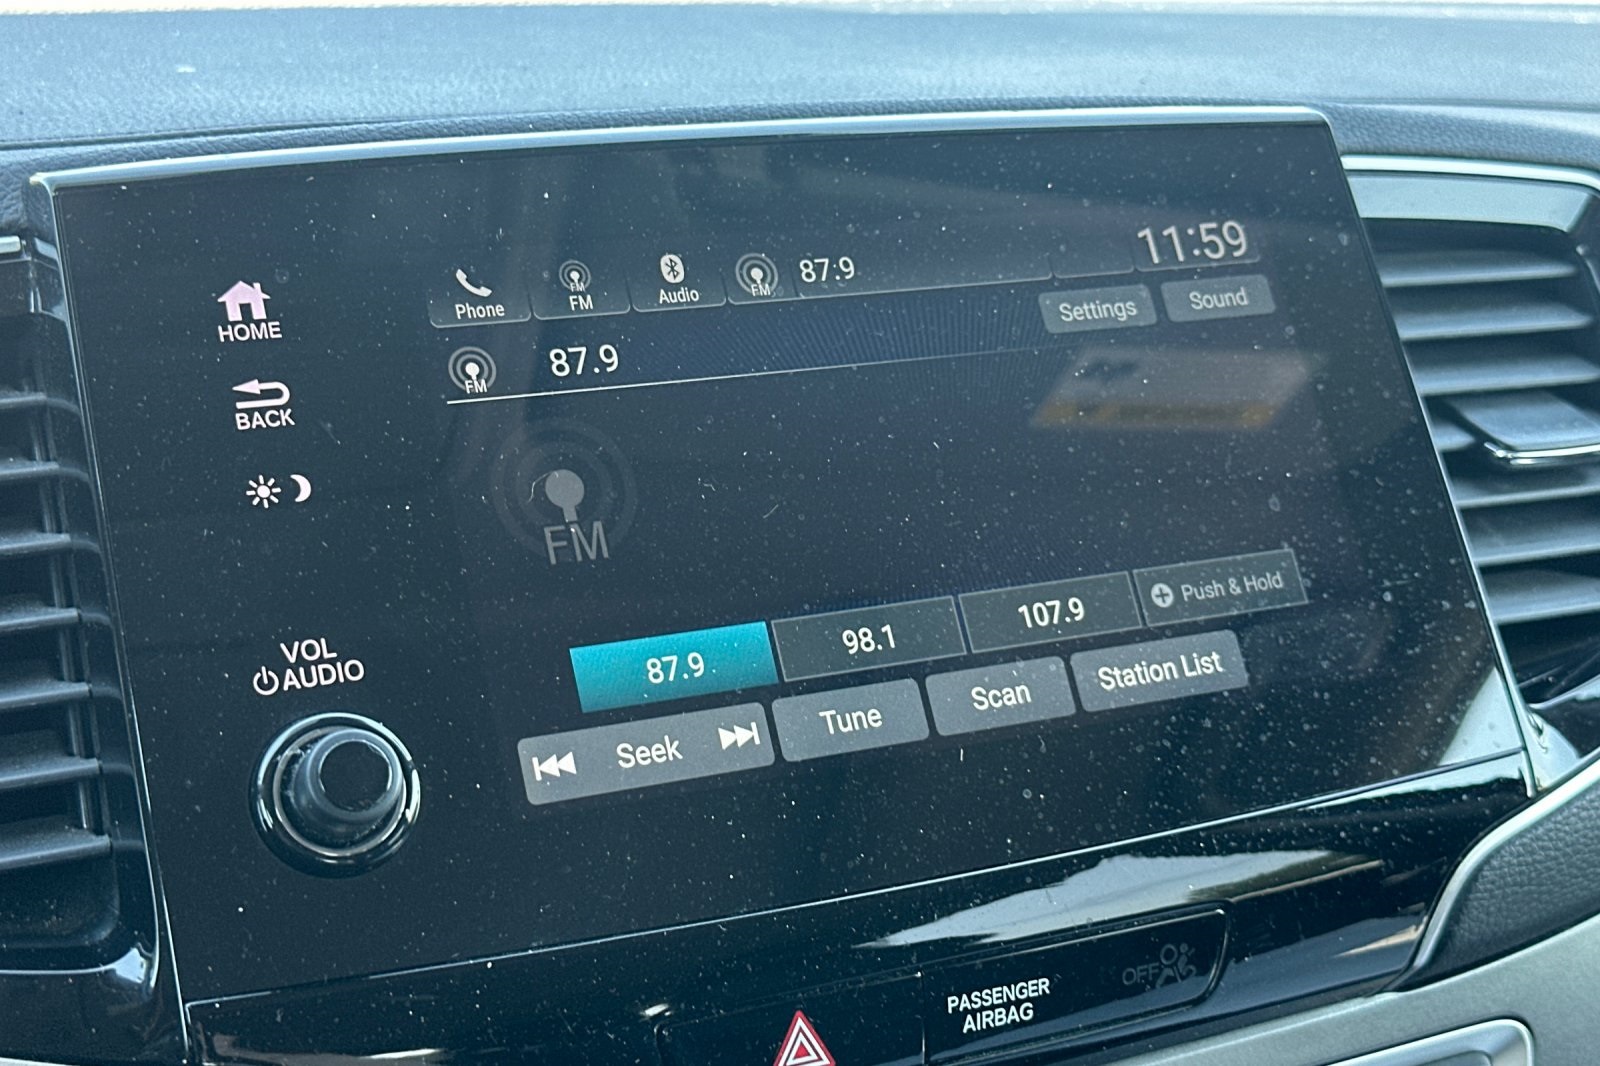 11:59
Phone
FM
FM
Audio
FM
87.9
Settings
Sound
HOME
FM
87.9
BACK
FM
87.9
98.1
107.9
Push & Hold
VOL
AUDIO
Seek
Tune
Scan
Station List
PASSENGER
AIRBAG
OFF